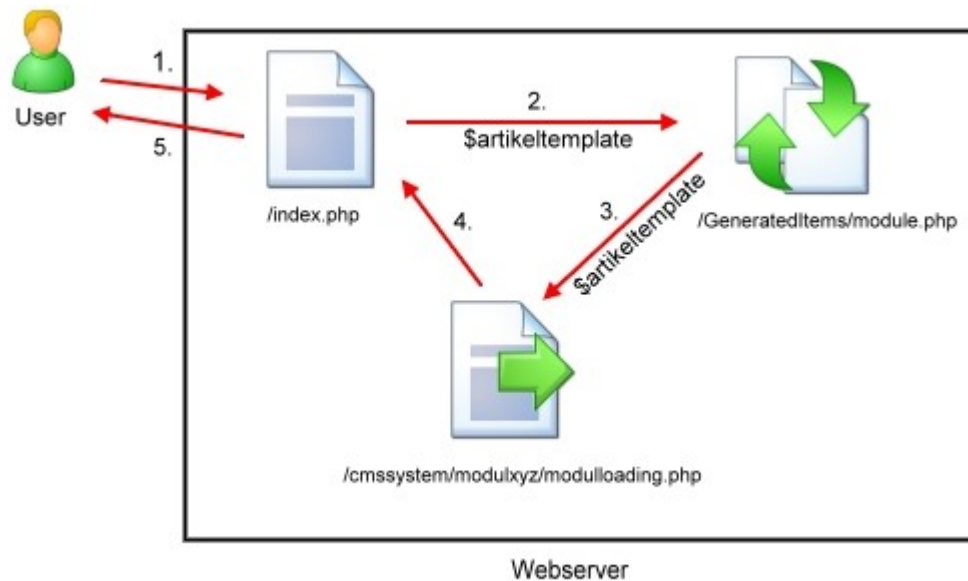 User
1.
5.
/index.php
2.
$artikeltemplate
/GeneratedItems/module.php
3.
$artikeltemplate
4.
/cmssystem/modulxyz/modulloading.php
Webserver